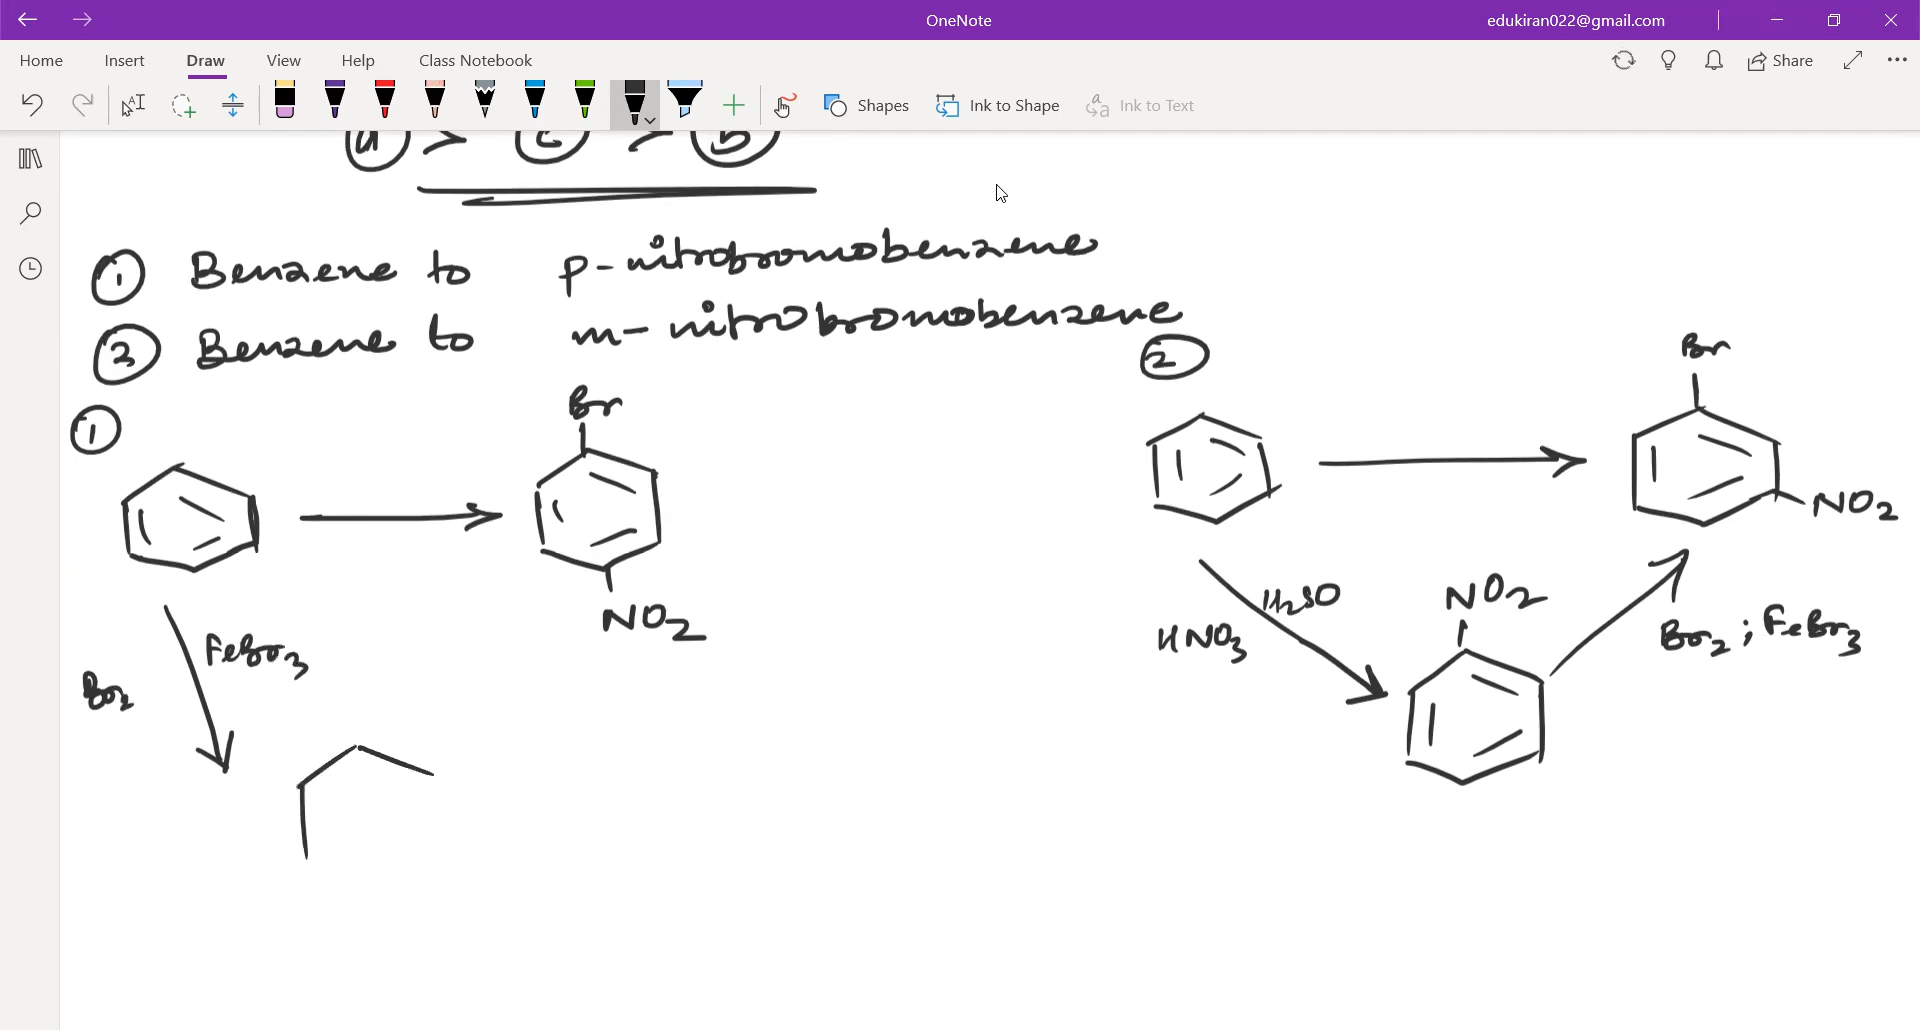 OneNote
edukiran022@gmail.com
Home Insert Draw View Help Class Notebook
Share
Shapes Ink to Shape Ink to Text
a > c > b
1 Benzene to p-nitrobromobenzene
2 Benzene to m-nitrobromobenzene
2
Br
NO2
1
Br
NO2
FeBr3
Br2
H2SO
HNO3
NO2
Br2 ; FeBr3